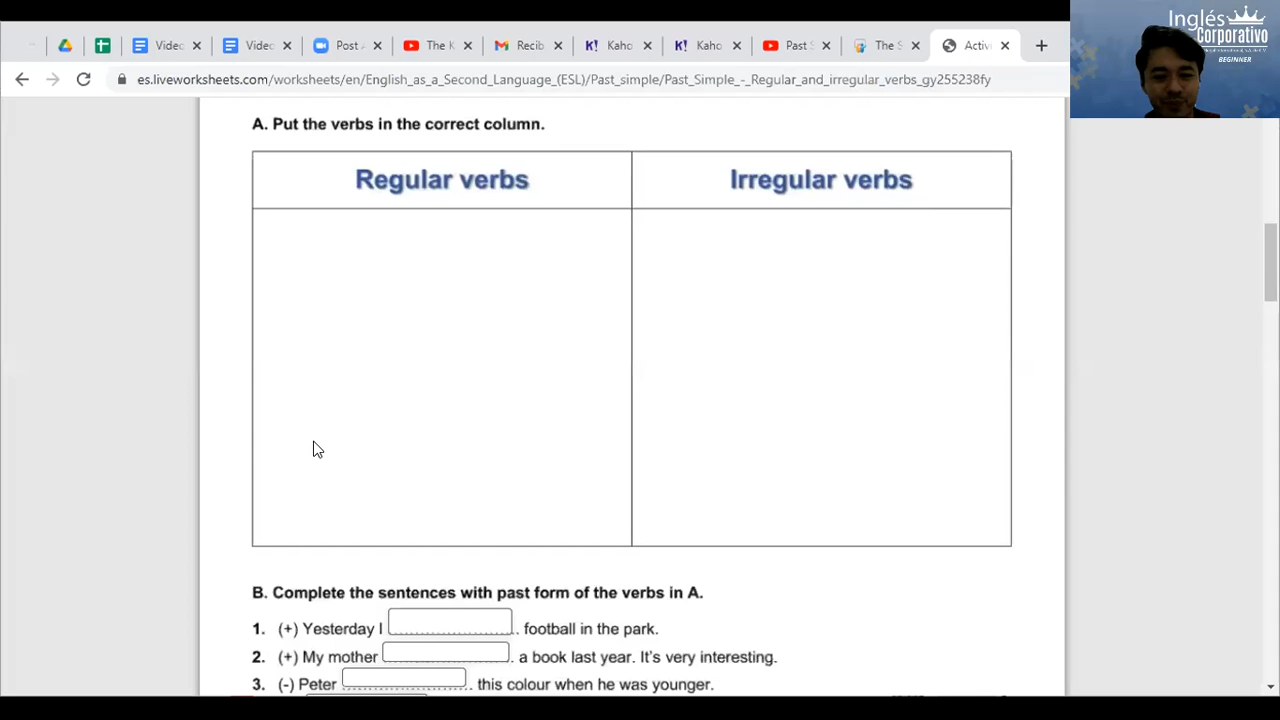 Video
Video
Post A
The K
Recib
Kaho
Kaho
Past S
The S
Activi
es.liveworksheets.com/worksheets/en/English_as_a_Second_Language_(ESL)/Past_simple/Past_Simple_-_Regular_and_irregular_verbs_gy255238fy
Inglés
Corporativo
BEGINNER
A. Put the verbs in the correct column.
Regular verbs Irregular verbs
B. Complete the sentences with past form of the verbs in A.
1. (+) Yesterday I football in the park.
2. (+) My mother a book last year. It's very interesting.
3. (-) Peter this colour when he was younger.